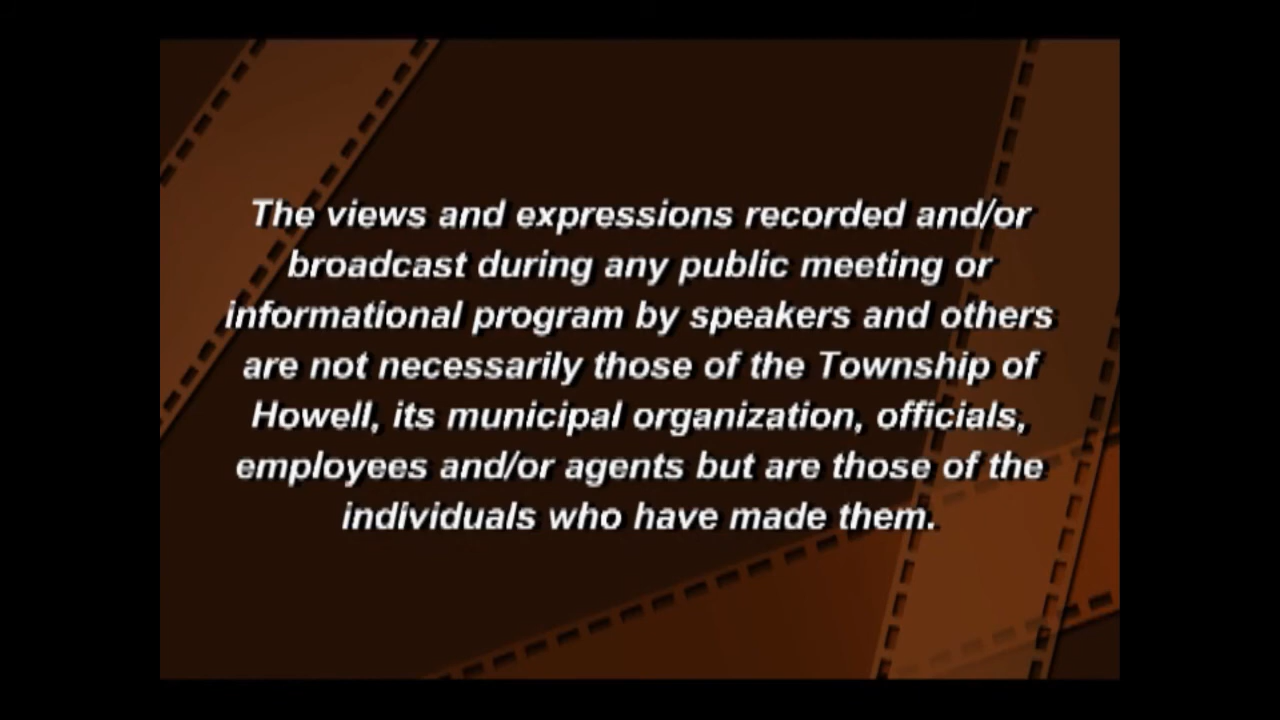 The views and expressions recorded and/or
broadcast during any public meeting or
informational program by speakers and others
are not necessarily those of the Township of
Howell, its municipal organization, officials,
employees and/or agents but are those of the
individuals who have made them.